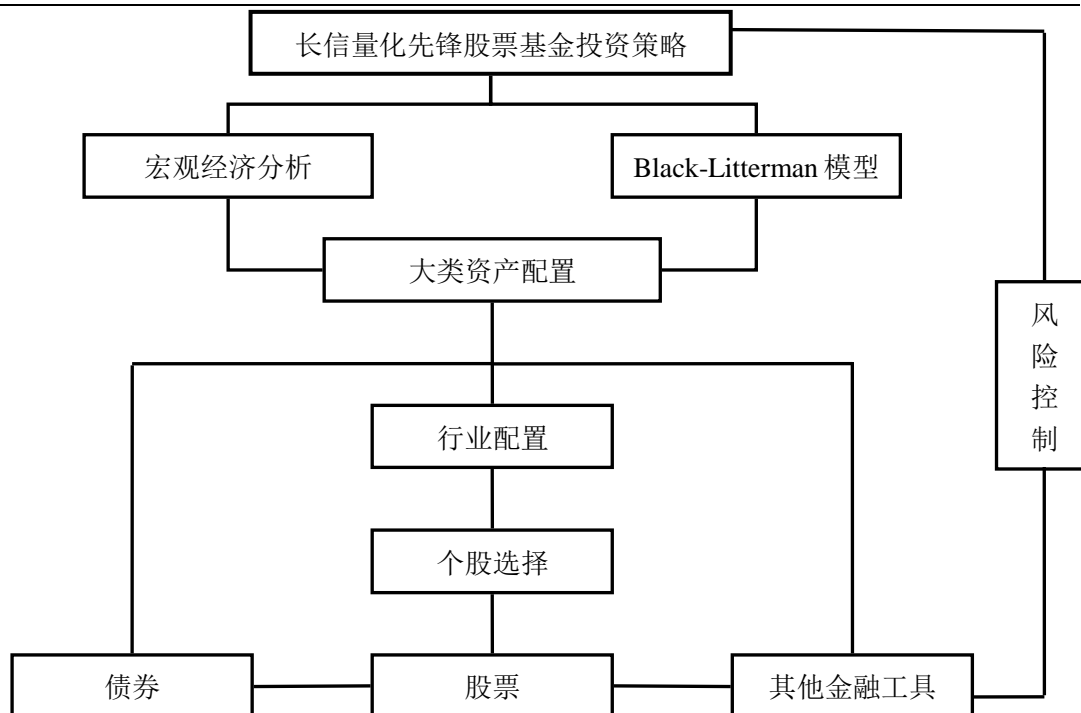 长信量化先锋股票基金投资策略
宏观经济分析
Black-Litterman 模型
大类资产配置
风
险
控
制
行业配置
个股选择
债券
股票
其他金融工具